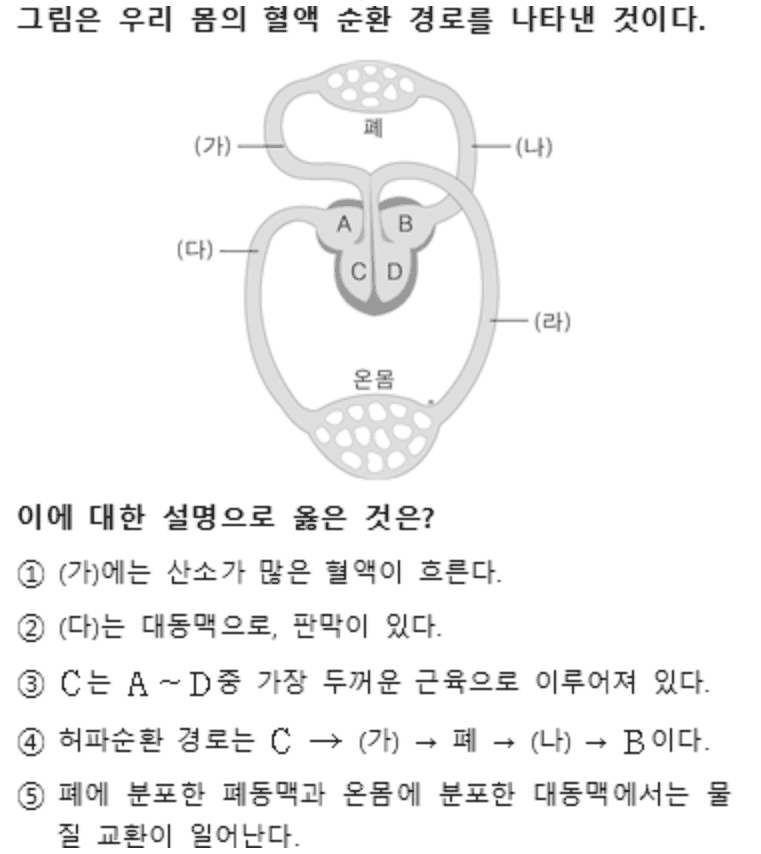 그림은 우리 몸의 혈액 순환 경로를 나타낸 것이다.
폐
(가)
(나)
A
B
(다)
C
D
(라)
온몸
이에 대한 설명으로 옳은 것은?
① (가)에는 산소가 많은 혈액이 흐른다.
② (다)는 대동맥으로, 판막이 있다.
③ C는 A ~ D중 가장 두꺼운 근육으로 이루어져 있다.
④ 허파순환 경로는 C → (가) → 폐 → (나) → B이다.
⑤ 폐에 분포한 폐동맥과 온몸에 분포한 대동맥에서는 물
질 교환이 일어난다.